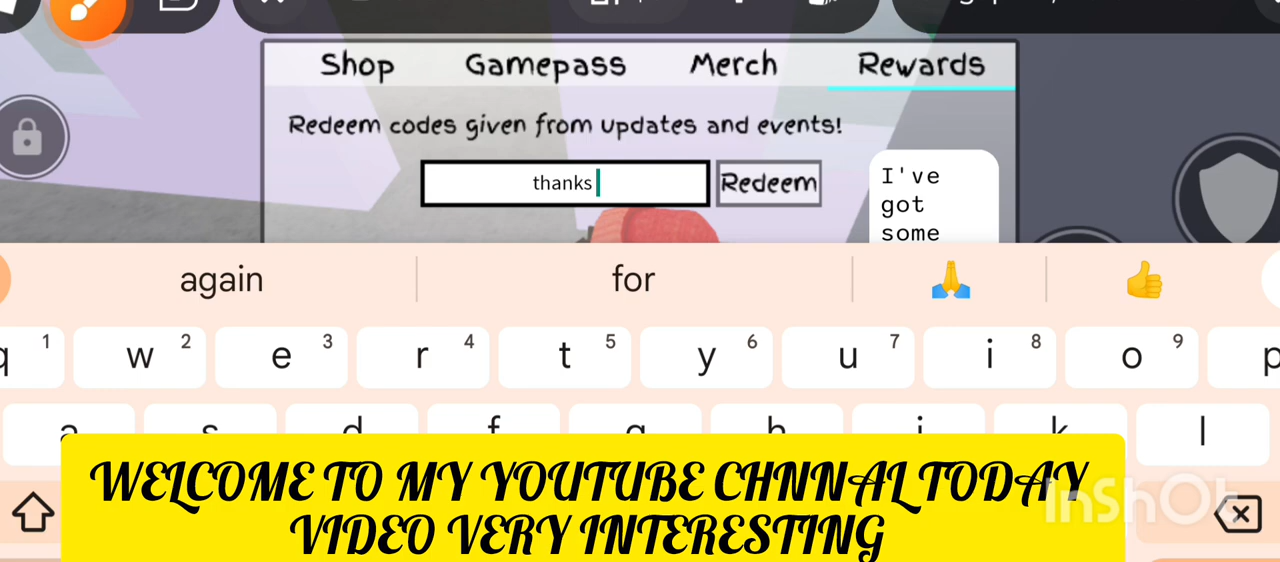 Shop Gamepass Merch Rewards
Redeem codes given from updates and events!
thanks Redeem
I've
got
some
again for 🙏 👍
q 1 w 2 e 3 r 4 t 5 y 6 u 7 i 8 o 9 p
a s d f g h j k l
WELCOME TO MY YOUTUBE CHNNAL TODAY
VIDEO VERY INTERESTING
InShOt